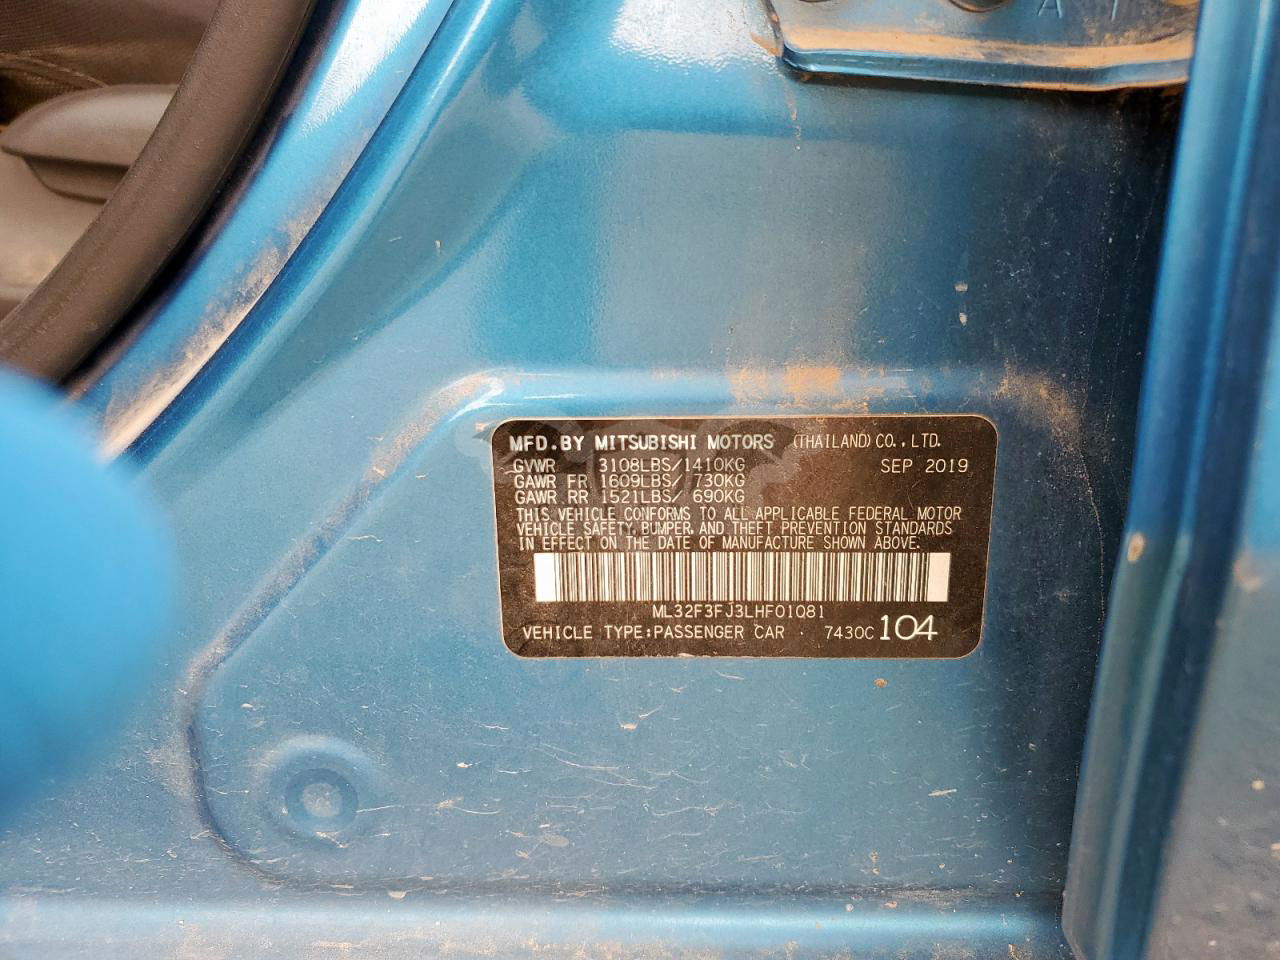 MFD.BY MITSUBISHI MOTORS (THAILAND) CO., LTD.
GVWR 3108LBS/1410KG SEP 2019
GAWR FR 1609LBS/ 730KG
GAWR RR 1521LBS/ 690KG
THIS VEHICLE CONFORMS TO ALL APPLICABLE FEDERAL MOTOR
VEHICLE SAFETY, BUMPER, AND THEFT PREVENTION STANDARDS
IN EFFECT ON THE DATE OF MANUFACTURE SHOWN ABOVE.
ML32F3FJ3LHF01081
VEHICLE TYPE:PASSENGER CAR 7430C 104